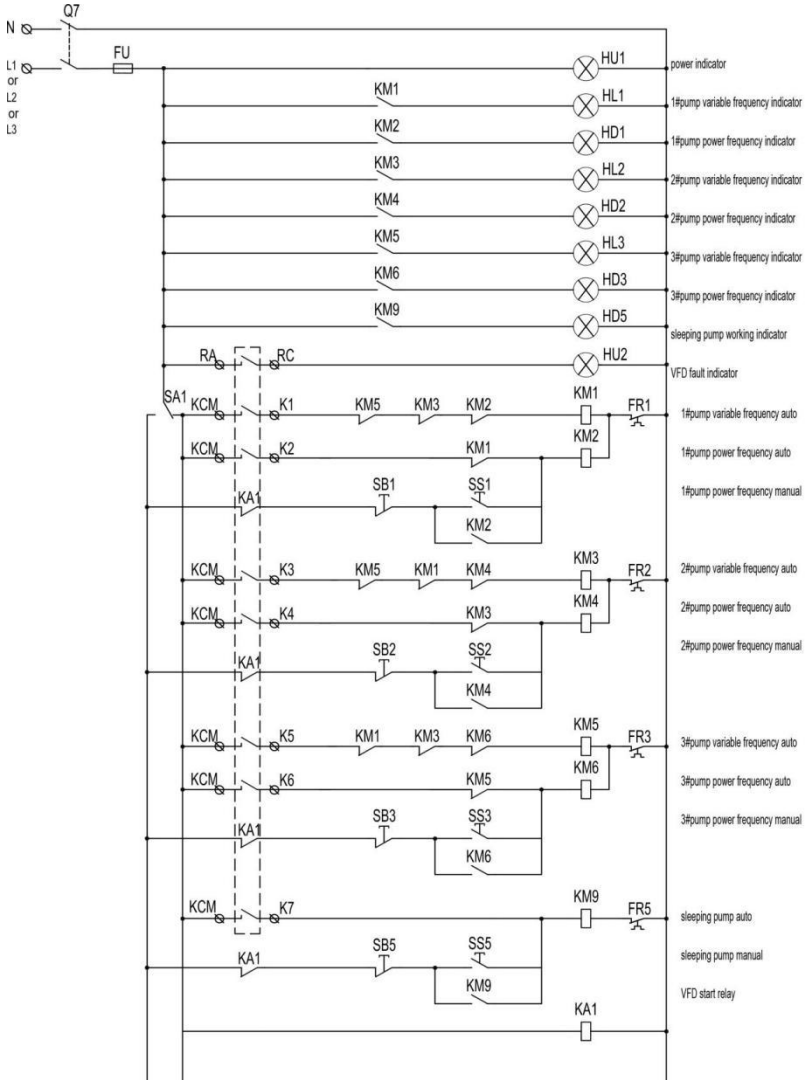 Q7
N
FU
L1
or
L2
or
L3
HU1 power indicator
KM1 HL1 1#pump variable frequency indicator
KM2 HD1 1#pump power frequency indicator
KM3 HL2 2#pump variable frequency indicator
KM4 HD2 2#pump power frequency indicator
KM5 HL3 3#pump variable frequency indicator
KM6 HD3 3#pump power frequency indicator
KM9 HD5 sleeping pump working indicator
RA RC HU2 VFD fault indicator
SA1 KCM K1 KM5 KM3 KM2 KM1 FR1 1#pump variable frequency auto
KCM K2 KM1 KM2 1#pump power frequency auto
KA1 SB1 SS1 1#pump power frequency manual
KM2
KCM K3 KM5 KM1 KM4 KM3 FR2 2#pump variable frequency auto
KCM K4 KM3 KM4 2#pump power frequency auto
KA1 SB2 SS2 2#pump power frequency manual
KM4
KCM K5 KM1 KM3 KM6 KM5 FR3 3#pump variable frequency auto
KCM K6 KM5 KM6 3#pump power frequency auto
KA1 SB3 SS3 3#pump power frequency manual
KM6
KCM K7 KM9 FR5 sleeping pump auto
KA1 SB5 SS5 sleeping pump manual
KM9 VFD start relay
KA1